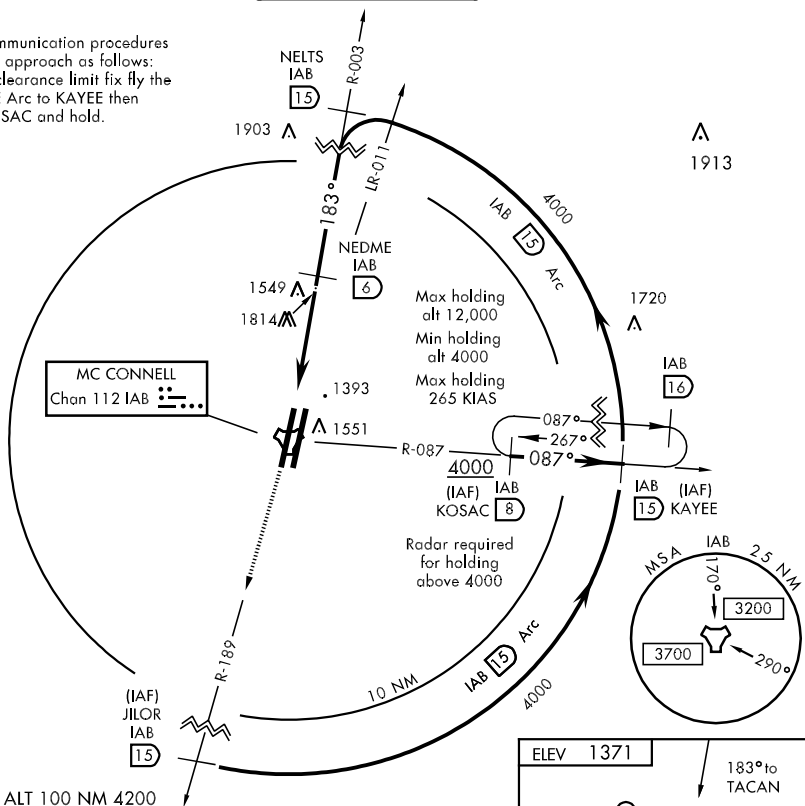 mmunication procedures
approach as follows:
clearance limit fix fly the
Arc to KAYEE then
SAC and hold.
NELTS
IAB
15
R-003
LR-011
1903
1913
183°
4000
IAB 15 Arc
NEDME
IAB
6
1549
1814
Max holding
alt 12,000
Min holding
alt 4000
Max holding
265 KIAS
1720
MC CONNELL
Chan 112 IAB
1393
1551
IAB
16
087°
267°
R-087
087°
4000
(IAF)
KOSAC
IAB
8
IAB
15
(IAF)
KAYEE
Radar required
for holding
above 4000
MSA IAB 25 NM
170°
3200
3700
290°
R-189
10 NM
IAB 15 Arc
4000
(IAF)
JILOR
IAB
15
ALT 100 NM 4200
ELEV 1371
183° to
TACAN